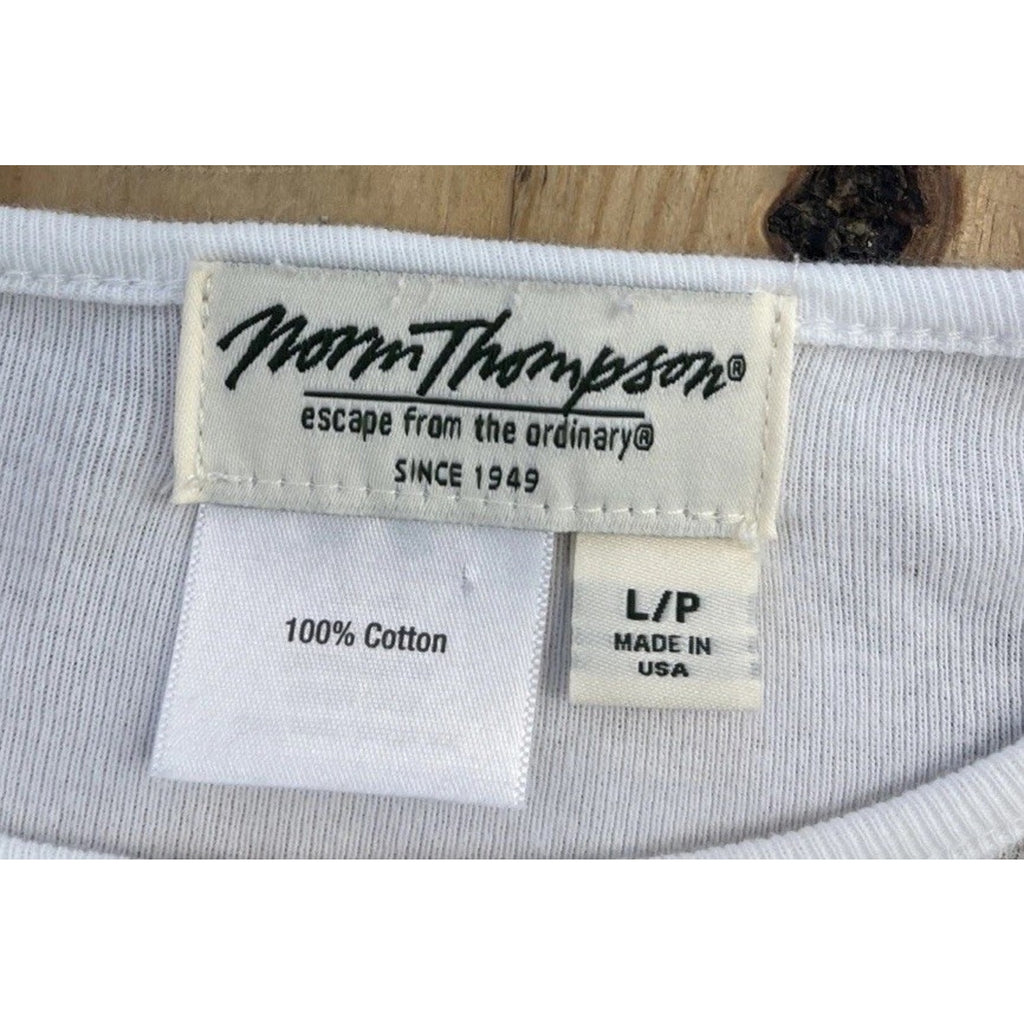 Norm Thompson®
escape from the ordinary®
SINCE 1949
100% Cotton
L/P
MADE IN
USA